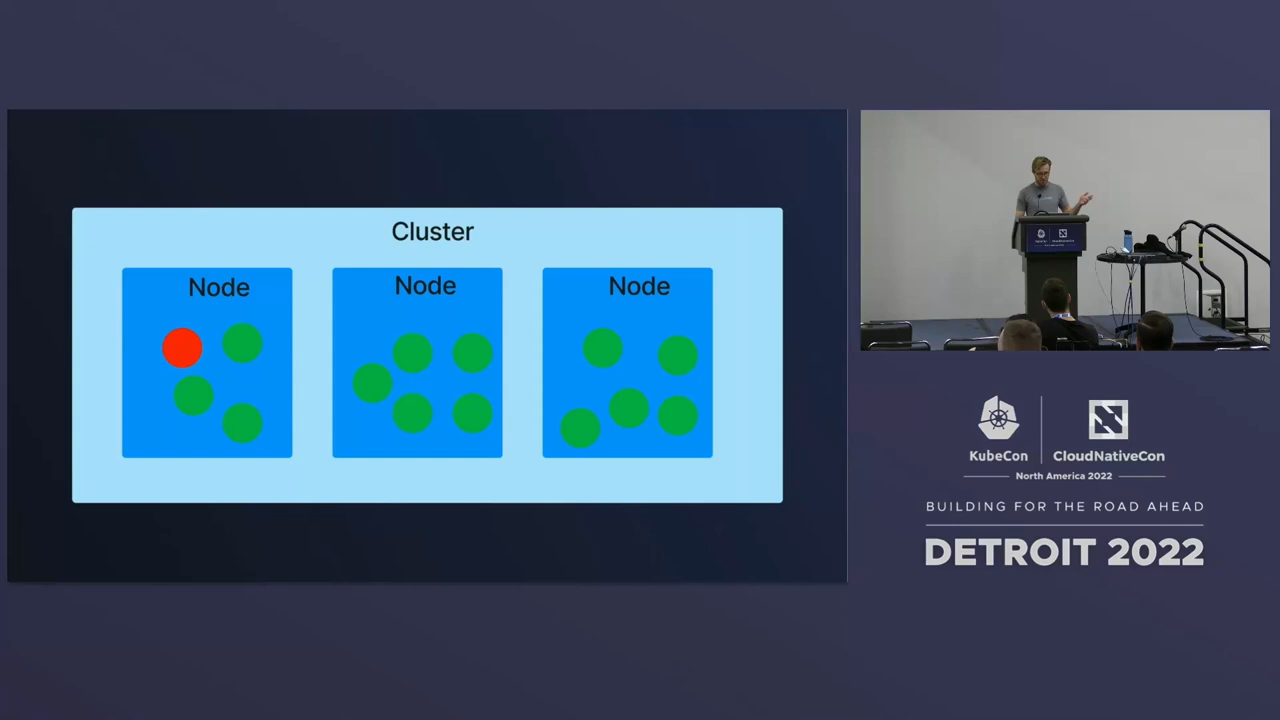 Cluster
Node
Node
Node
KubeCon
CloudNativeCon
North America 2022
BUILDING FOR THE ROAD AHEAD
DETROIT 2022